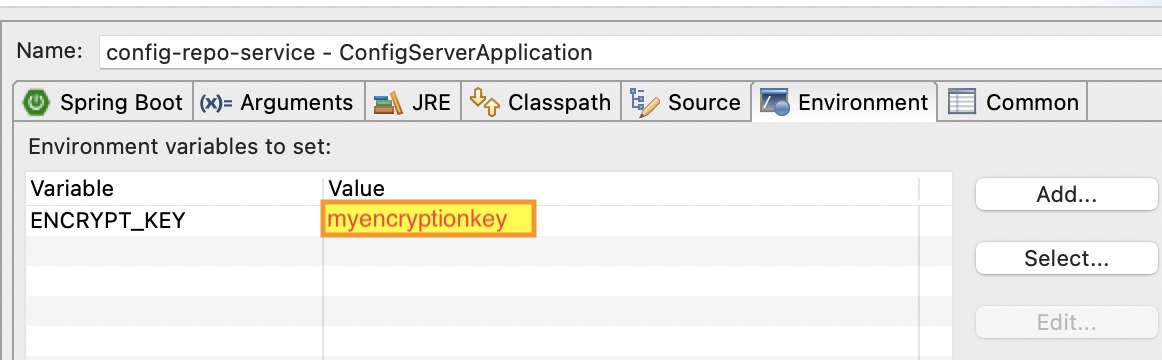 Name: config-repo-service - ConfigServerApplication
Spring Boot (x)= Arguments JRE Classpath Source Environment Common
Environment variables to set:
Variable Value
ENCRYPT_KEY myencryptionkey
Add...
Select...
Edit...